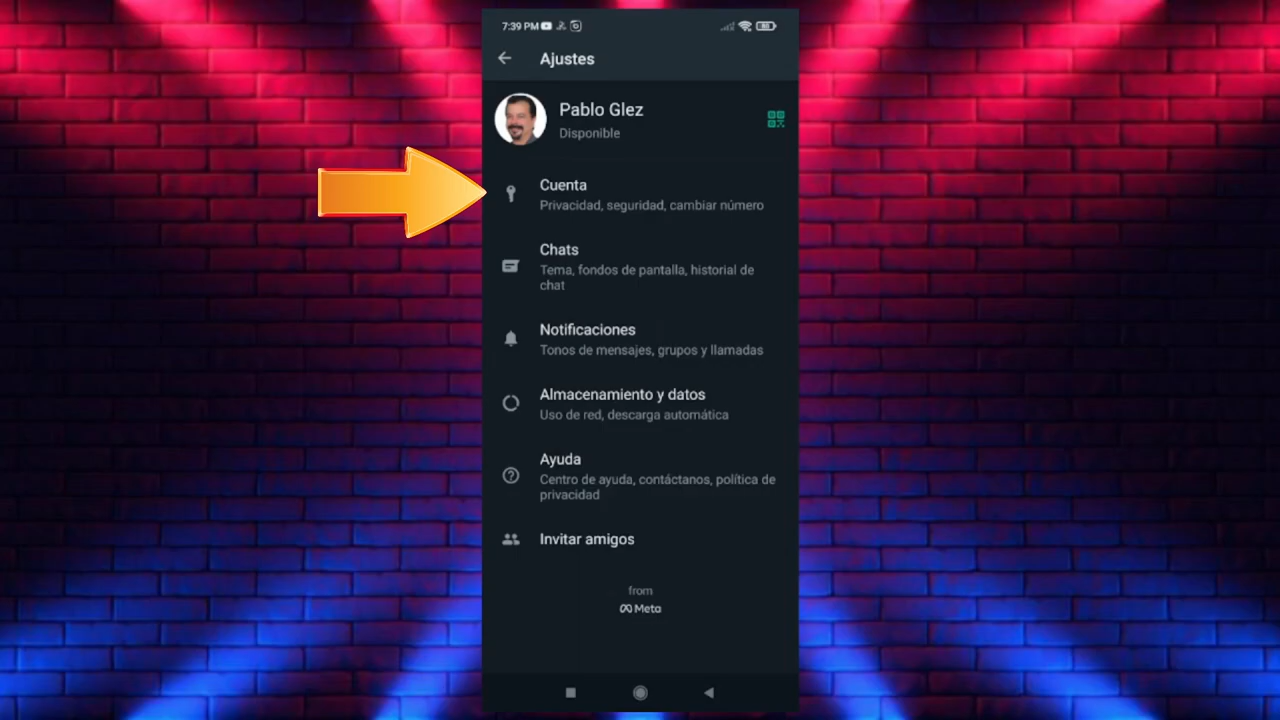 7:39 PM
Ajustes
Pablo Glez
Disponible
Cuenta
Privacidad, seguridad, cambiar número
Chats
Tema, fondos de pantalla, historial de
chat
Notificaciones
Tonos de mensajes, grupos y llamadas
Almacenamiento y datos
Uso de red, descarga automática
Ayuda
Centro de ayuda, contáctanos, política de
privacidad
Invitar amigos
from
Meta